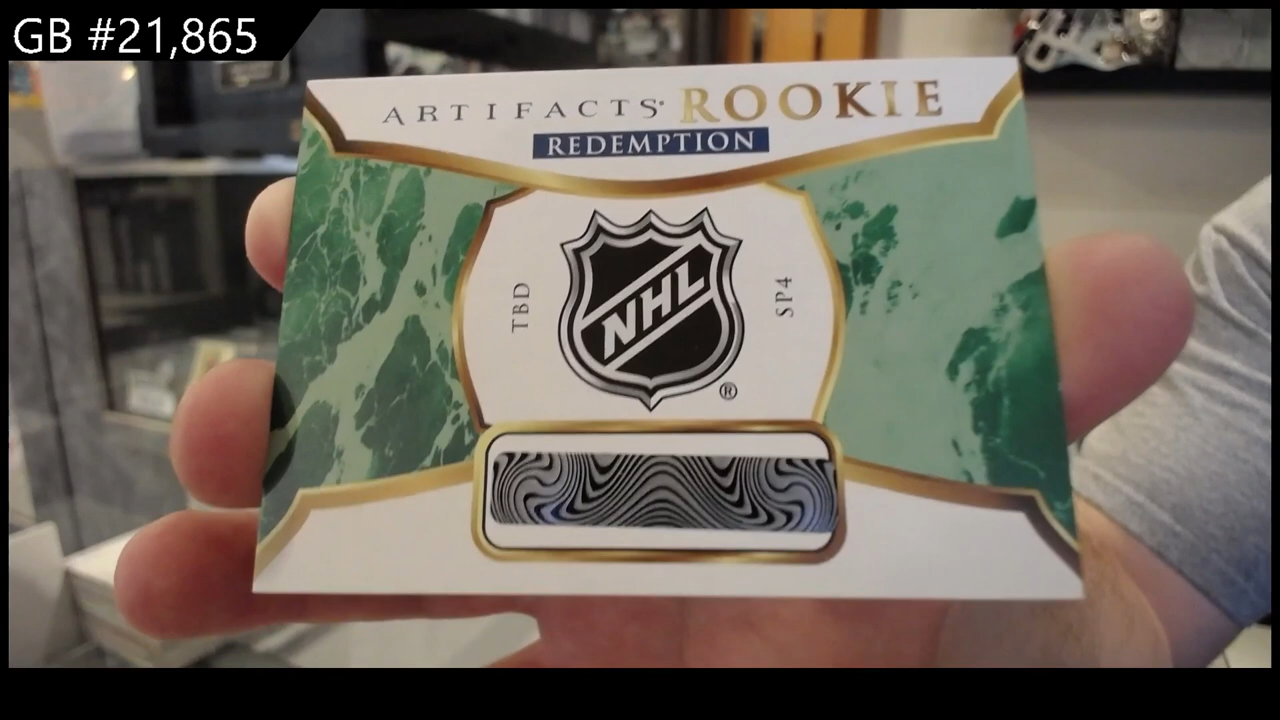 GB #21,865
ARTIFACTS® ROOKIE
REDEMPTION
TBD
NHL
®
SP4